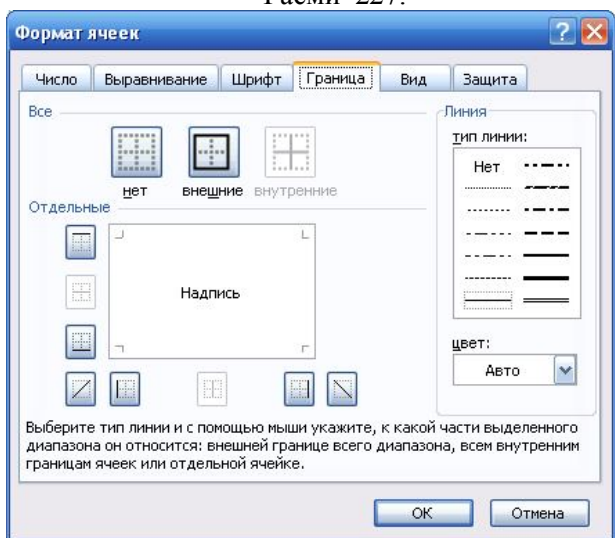 Расми 227.
Формат ячеек
Число Выравнивание Шрифт Граница Вид Защита
Все
нет внешние внутренние
Отдельные
Надпись
Линия
тип линии:
Нет
цвет:
Авто
Выберите тип линии и с помощью мыши укажите, к какой части выделенного
диапазона он относится: внешней границе всего диапазона, всем внутренним
границам ячеек или отдельной ячейке.
ОК Отмена